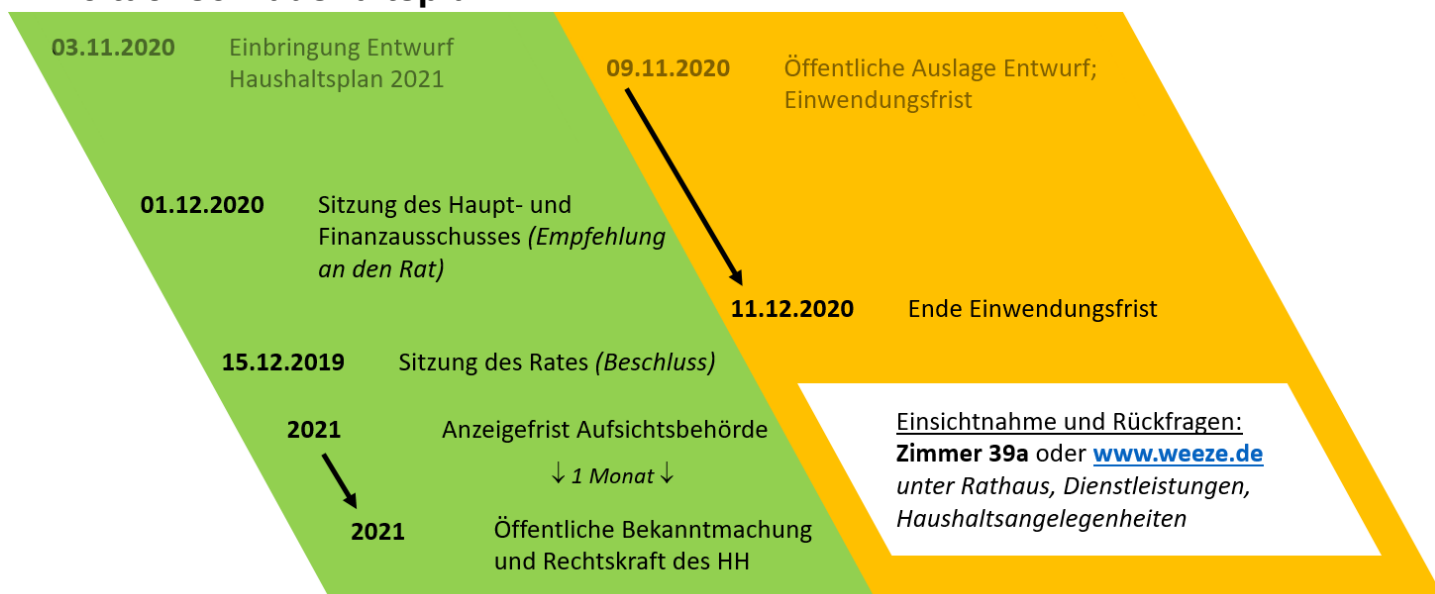 03.11.2020 Einbringung Entwurf
Haushaltsplan 2021
01.12.2020 Sitzung des Haupt- und
Finanzausschusses (Empfehlung
an den Rat)
15.12.2019 Sitzung des Rates (Beschluss)
2021 Anzeigefrist Aufsichtsbehörde
↓ 1 Monat ↓
2021 Öffentliche Bekanntmachung
und Rechtskraft des HH
09.11.2020 Öffentliche Auslage Entwurf;
Einwendungsfrist
11.12.2020 Ende Einwendungsfrist
Einsichtnahme und Rückfragen:
Zimmer 39a oder www.weeze.de
unter Rathaus, Dienstleistungen,
Haushaltsangelegenheiten